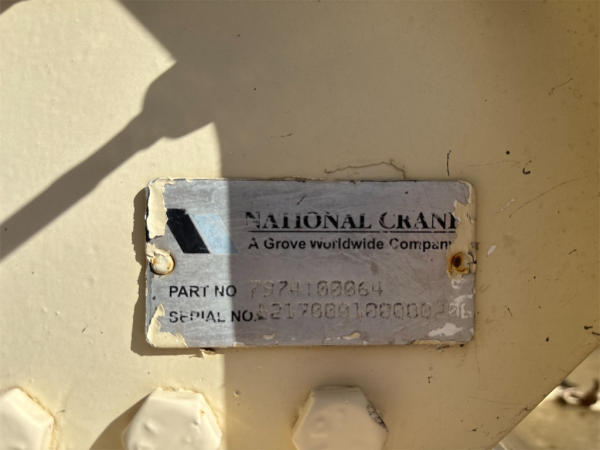 NATIONAL CRANE
A Grove Worldwide Company
PART NO 7974100064
SERIAL NO.